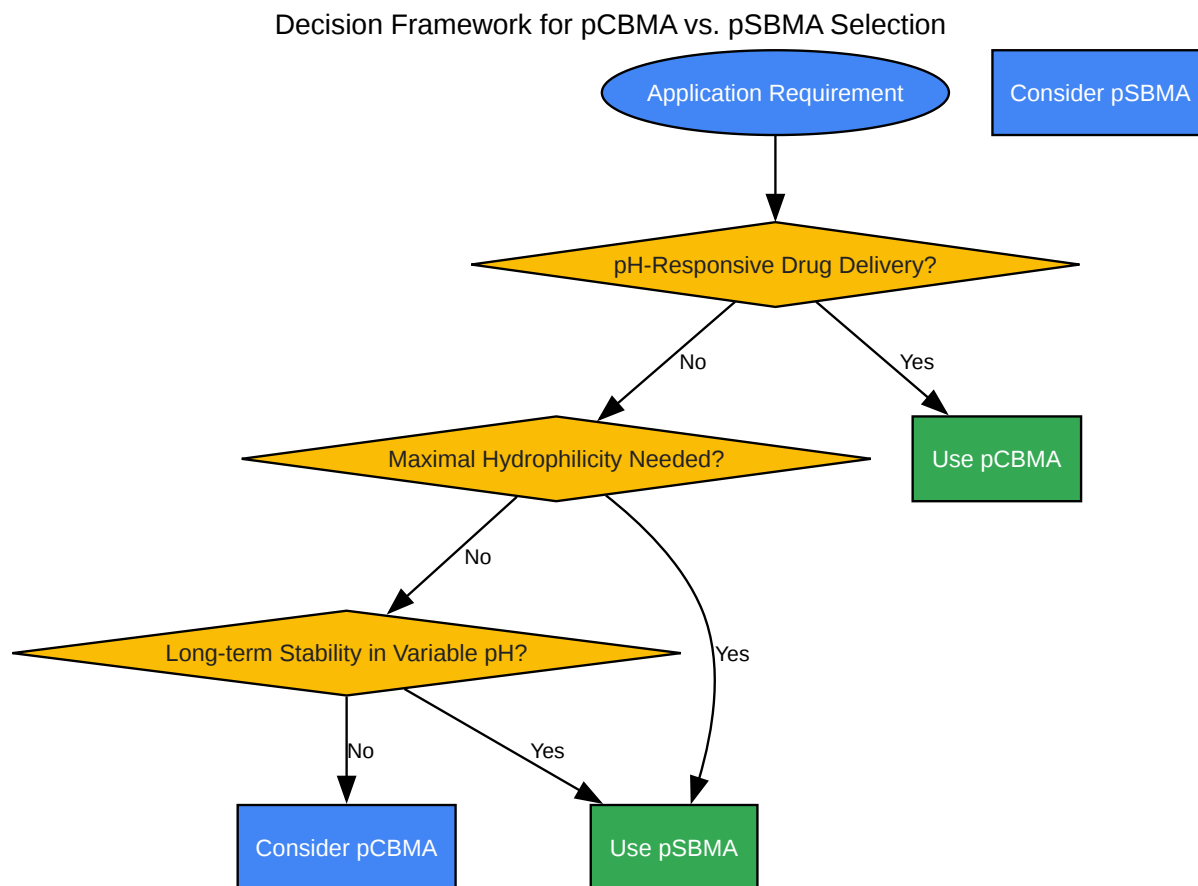 Decision Framework for pCBMA vs. pSBMA Selection
Application Requirement
Consider pSBMA
pH-Responsive Drug Delivery?
No
Yes
Maximal Hydrophilicity Needed?
Use pCBMA
No
Yes
Long-term Stability in Variable pH?
No
Yes
Consider pCBMA
Use pSBMA